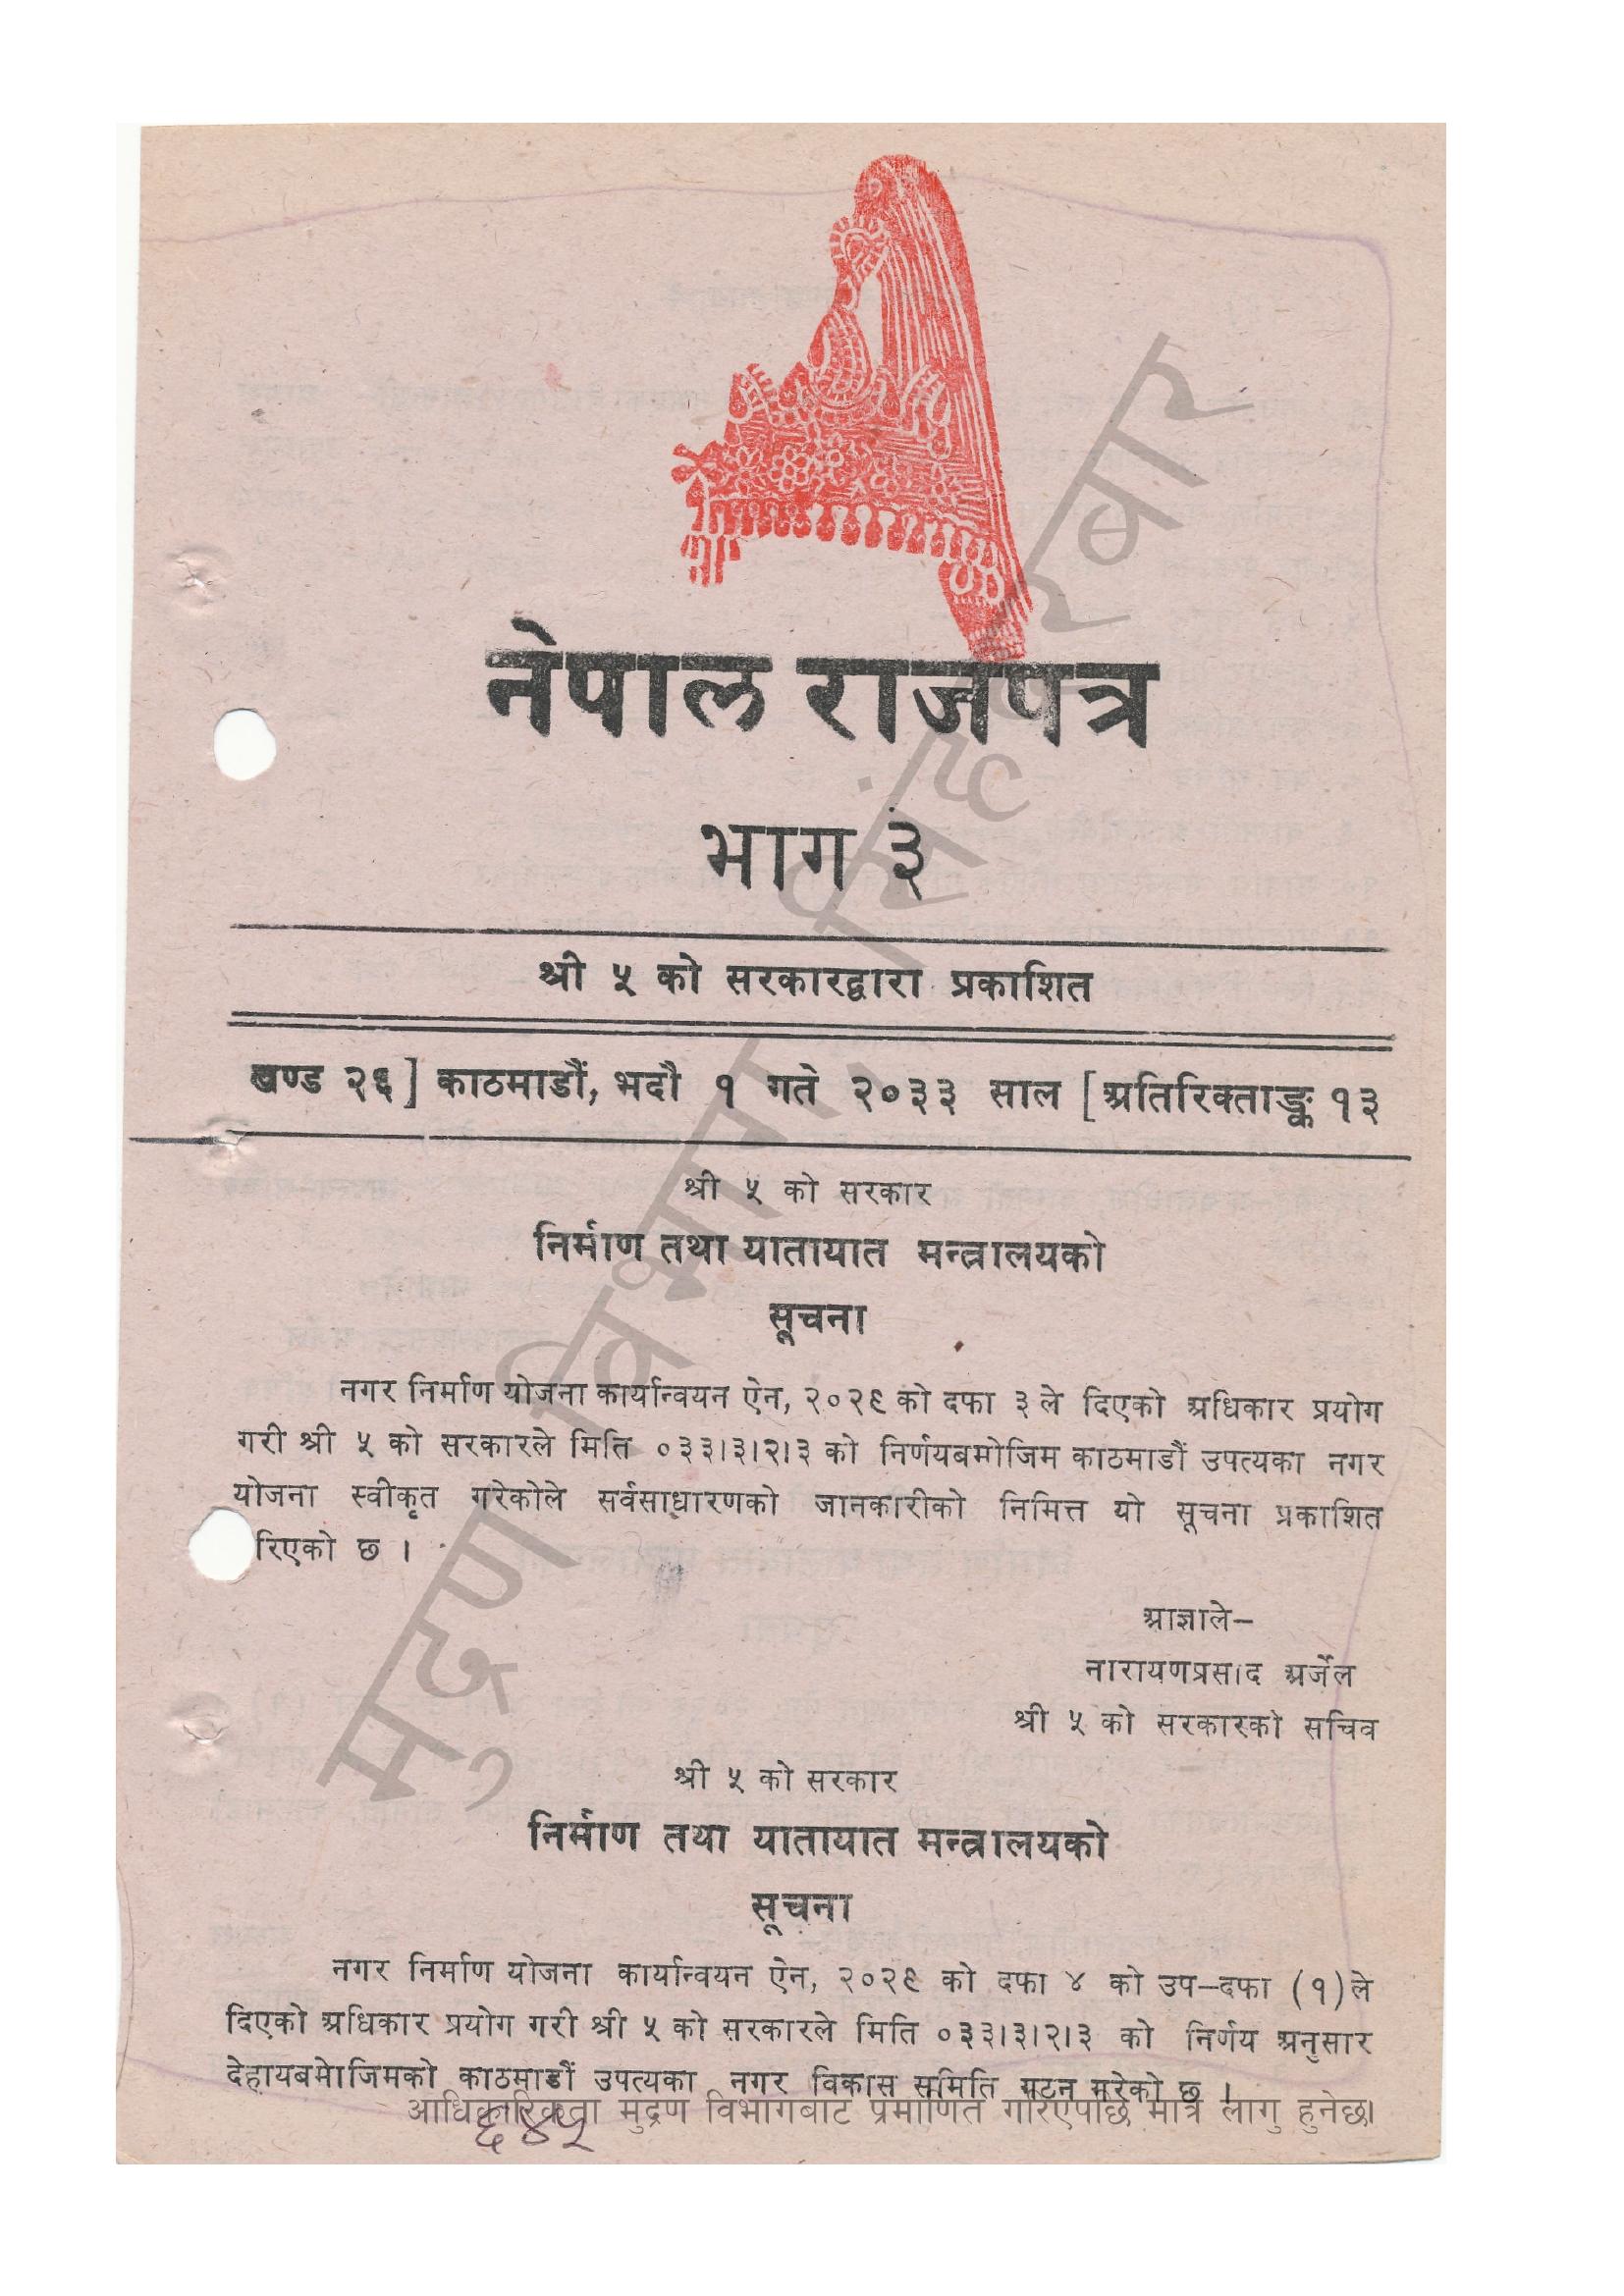 नेपाल राजपत्र
भाग ३
श्री ५ को सरकारद्वारा प्रकाशित
खण्ड २६] काठमाडौं, भदौ १ गते २०३३ साल [अतिरिक्ताङ्क १३
श्री ५ को सरकार
निर्माण तथा यातायात मन्त्रालयको
सूचना
नगर निर्माण योजना कार्यान्वयन ऐन, २०२९ को दफा ३ ले दिएको अधिकार प्रयोग
गरी श्री ५ को सरकारले मिति ०३३।३।२।३ को निर्णयबमोजिम काठमाडौं उपत्यका नगर
योजना स्वीकृत गरेकोले सर्वसाधारणको जानकारीको निमित्त यो सूचना प्रकाशित
रिएको छ ।
आज्ञाले–
नारायणप्रसाद अर्जेल
श्री ५ को सरकारको सचिव
श्री ५ को सरकार
निर्माण तथा यातायात मन्त्रालयको
सूचना
नगर निर्माण योजना कार्यान्वयन ऐन, २०२९ को दफा ४ को उप–दफा (१) ले
दिएको अधिकार प्रयोग गरी श्री ५ को सरकारले मिति ०३३।३।२।३ को निर्णय अनुसार
देहायबमोजिमको काठमाडौं उपत्यका नगर विकास समिति गठन गरेको छ ।
आधिकारिकता मुद्रण विभागबाट प्रमाणित गरिएपछि मात्र लागु हुनेछ।
मुद्रण विभाग, सिंहदरबार